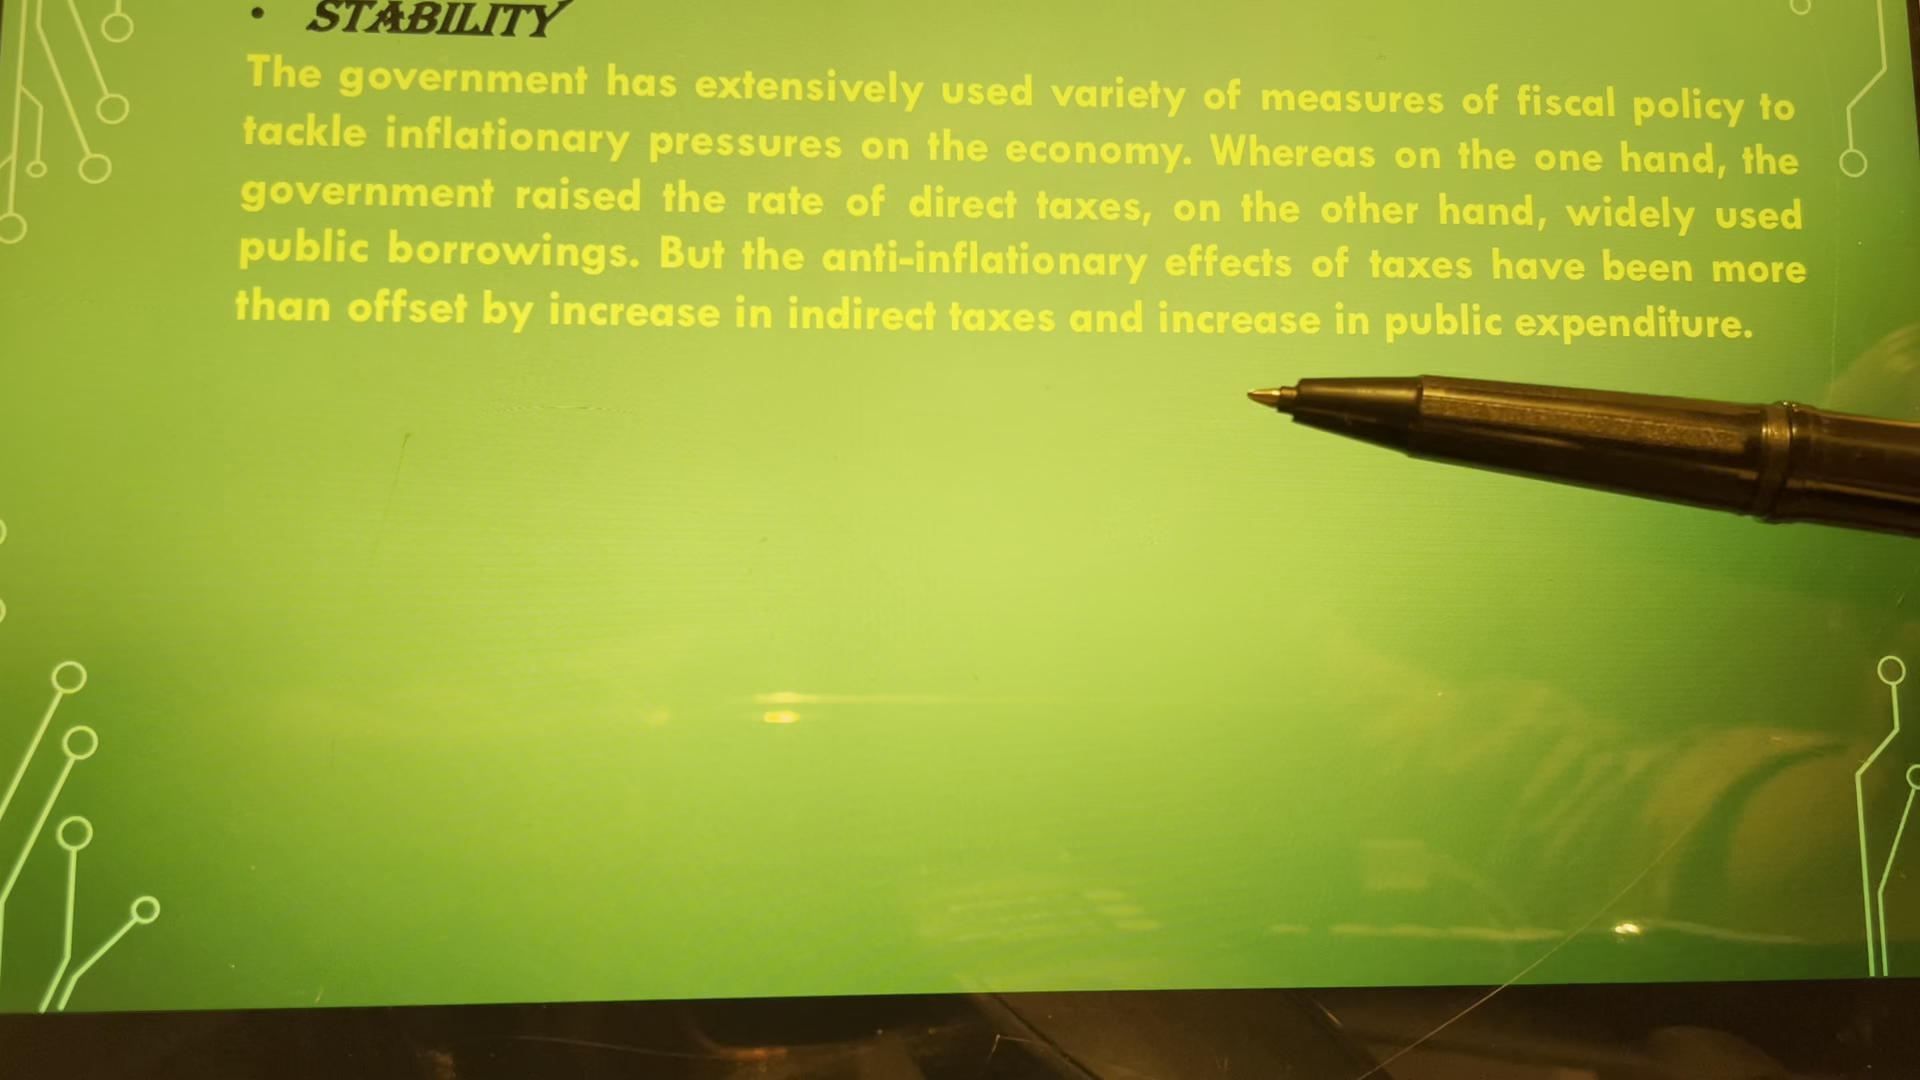 • STABILITY
The government has extensively used variety of measures of fiscal policy to
tackle inflationary pressures on the economy. Whereas on the one hand, the
government raised the rate of direct taxes, on the other hand, widely used
public borrowings. But the anti-inflationary effects of taxes have been more
than offset by increase in indirect taxes and increase in public expenditure.